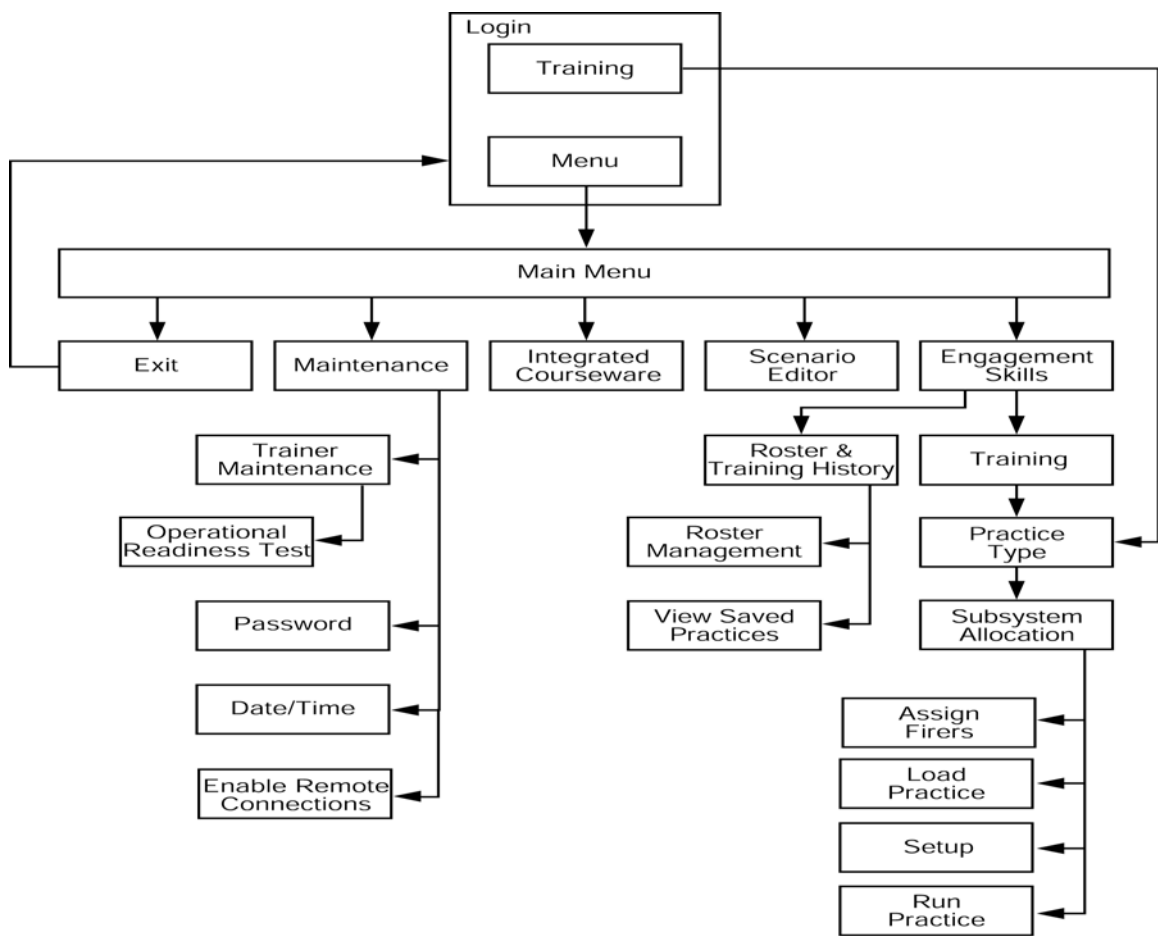 Login
Training
Menu
Main Menu
Exit
Maintenance
Integrated
Courseware
Scenario
Editor
Engagement
Skills
Trainer
Maintenance
Roster &
Training History
Training
Operational
Readiness Test
Roster
Management
Practice
Type
Password
View Saved
Practices
Subsystem
Allocation
Date/Time
Assign
Firers
Enable Remote
Connections
Load
Practice
Setup
Run
Practice